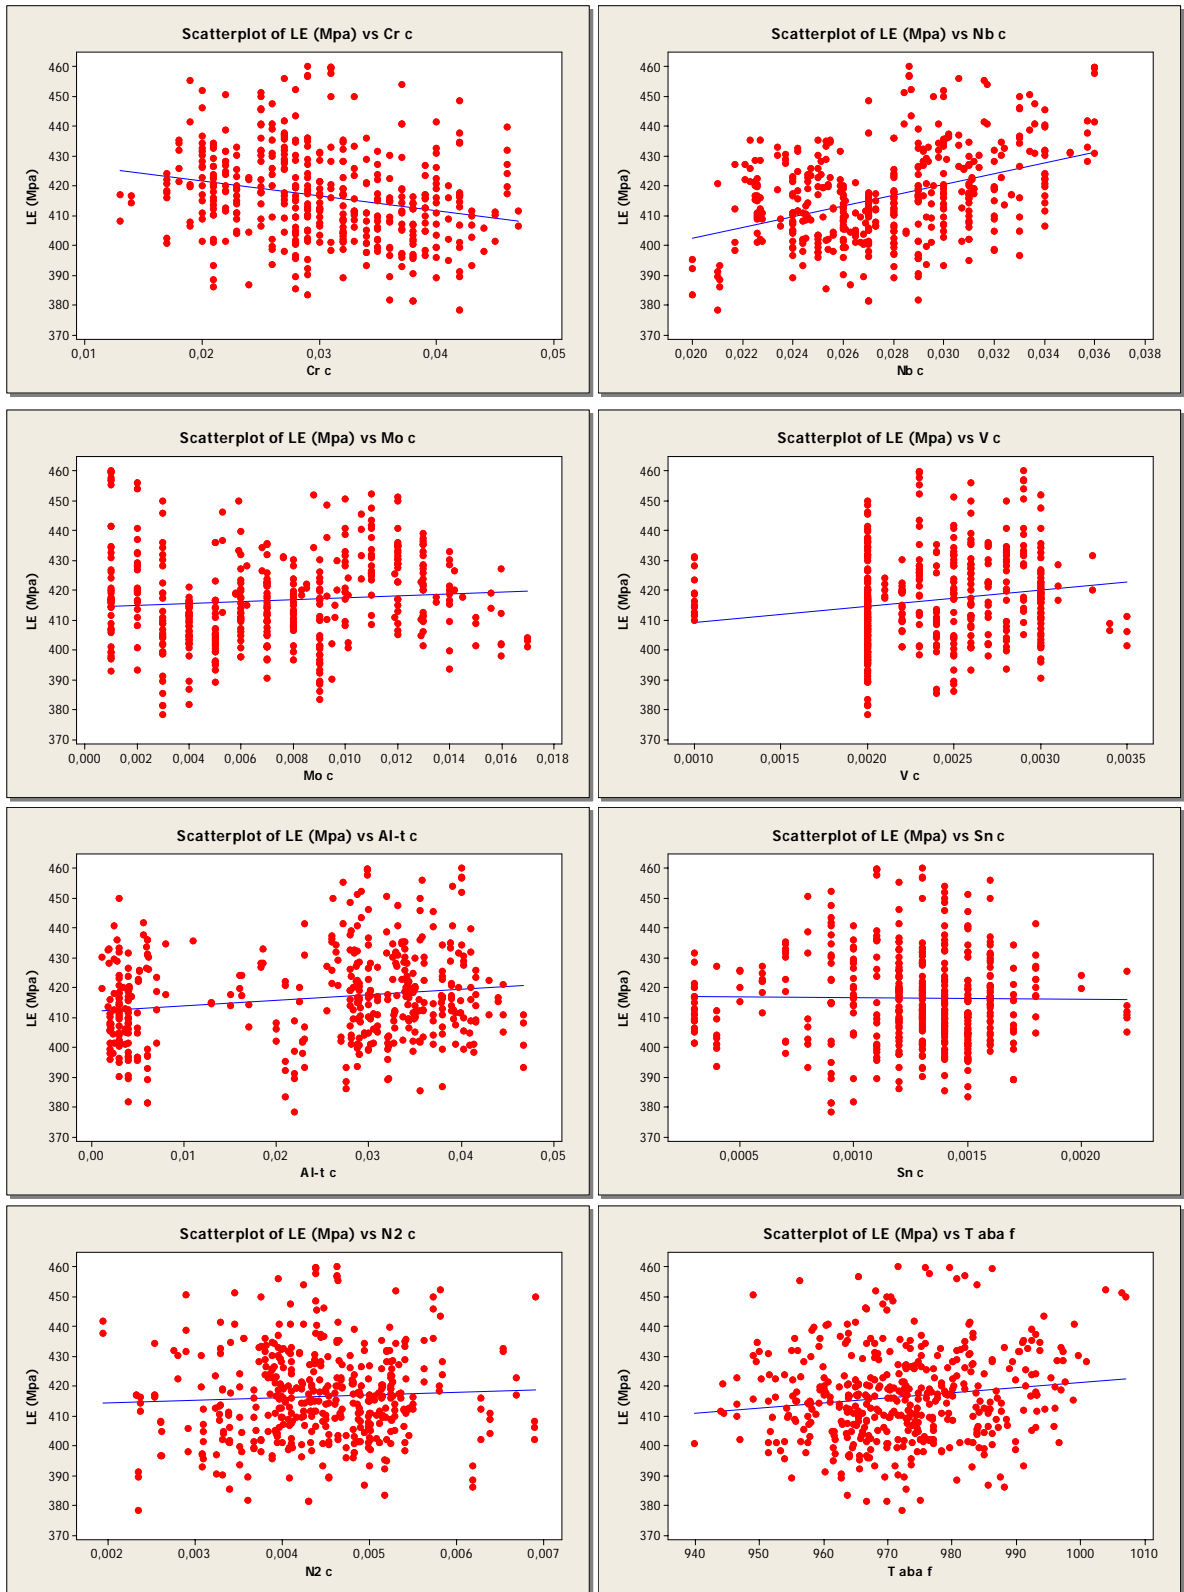 Scatterplot of LE (Mpa) vs Cr c
460
450
440
430
420
410
400
390
380
370
LE (Mpa)
0,01 0,02 0,03 0,04 0,05
Cr c
Scatterplot of LE (Mpa) vs Nb c
460
450
440
430
420
410
400
390
380
370
LE (Mpa)
0,020 0,022 0,024 0,026 0,028 0,030 0,032 0,034 0,036 0,038
Nb c
Scatterplot of LE (Mpa) vs Mo c
460
450
440
430
420
410
400
390
380
370
LE (Mpa)
0,000 0,002 0,004 0,006 0,008 0,010 0,012 0,014 0,016 0,018
Mo c
Scatterplot of LE (Mpa) vs V c
460
450
440
430
420
410
400
390
380
370
LE (Mpa)
0,0010 0,0015 0,0020 0,0025 0,0030 0,0035
V c
Scatterplot of LE (Mpa) vs Al-t c
460
450
440
430
420
410
400
390
380
370
LE (Mpa)
0,00 0,01 0,02 0,03 0,04 0,05
Al-t c
Scatterplot of LE (Mpa) vs Sn c
460
450
440
430
420
410
400
390
380
370
LE (Mpa)
0,0005 0,0010 0,0015 0,0020
Sn c
Scatterplot of LE (Mpa) vs N2 c
460
450
440
430
420
410
400
390
380
370
LE (Mpa)
0,002 0,003 0,004 0,005 0,006 0,007
N2 c
Scatterplot of LE (Mpa) vs T aba f
460
450
440
430
420
410
400
390
380
370
LE (Mpa)
940 950 960 970 980 990 1000 1010
T aba f